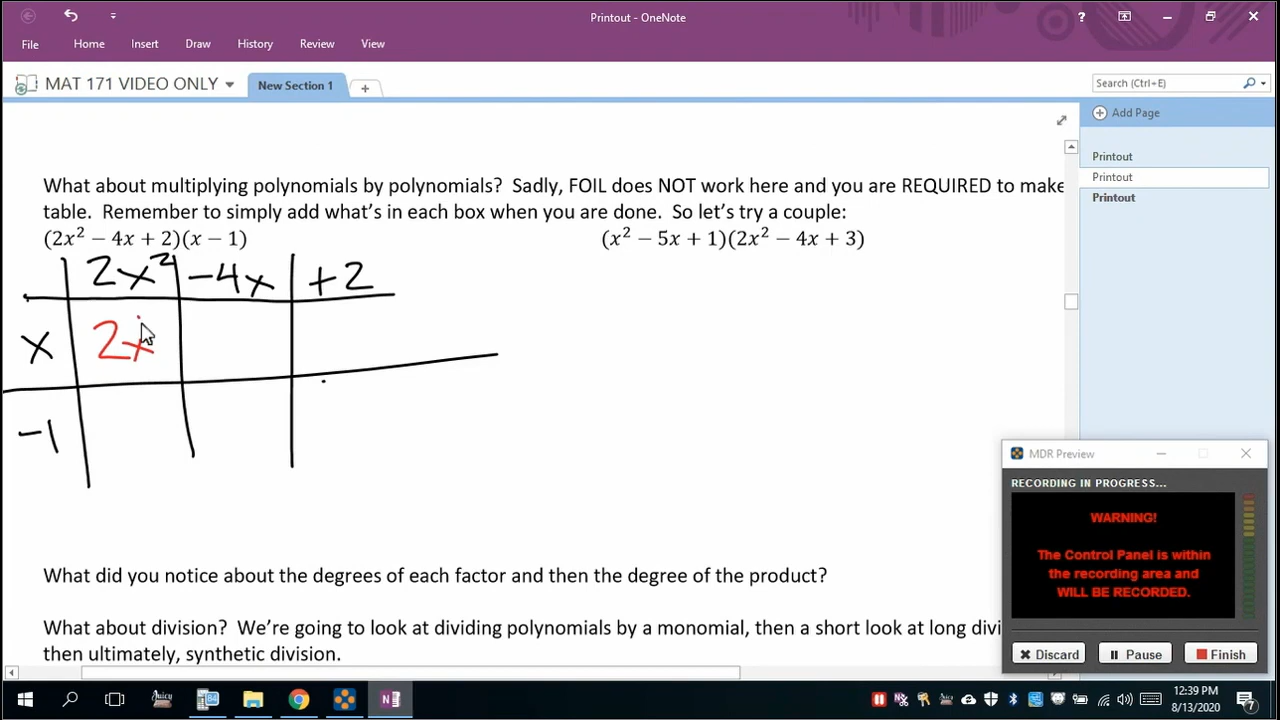 Printout - OneNote
?
File Home Insert Draw History Review View
MAT 171 VIDEO ONLY New Section 1 +
Search (Ctrl+E)
Add Page
Printout
Printout
Printout
What about multiplying polynomials by polynomials? Sadly, FOIL does NOT work here and you are REQUIRED to make
table. Remember to simply add what's in each box when you are done. So let's try a couple:
(2x² − 4x + 2)(x − 1) (x² − 5x + 1)(2x² − 4x + 3)
2x² -4x +2
x 2x
-1
What did you notice about the degrees of each factor and then the degree of the product?
What about division? We're going to look at dividing polynomials by a monomial, then a short look at long divi
then ultimately, synthetic division.
MDR Preview
RECORDING IN PROGRESS...
WARNING!
The Control Panel is within
the recording area and
WILL BE RECORDED.
Discard Pause Finish
12:39 PM
8/13/2020